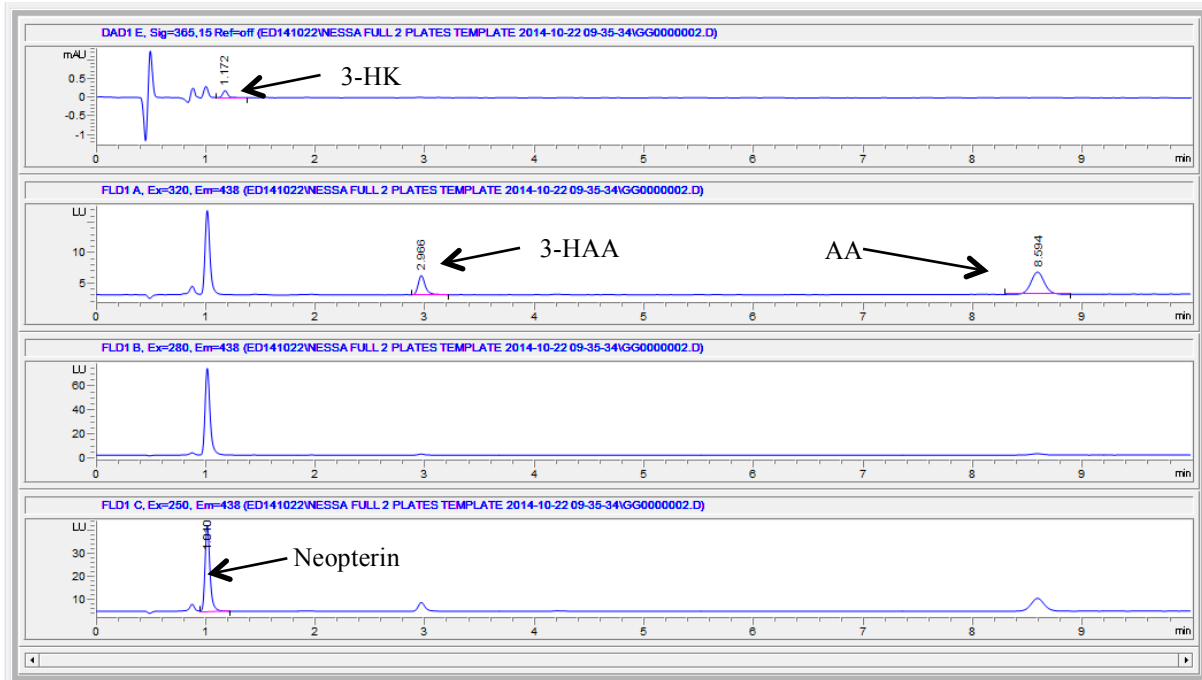 DAD1 E, Sig=365,15 Ref=off (ED141022\NESSA FULL 2 PLATES TEMPLATE 2014-10-22 09-35-34\GG0000002.D)
mAU
0.5
0
-0.5
-1
1.172
3-HK
0 1 2 3 4 5 6 7 8 9 min
FLD1 A, Ex=320, Em=438 (ED141022\NESSA FULL 2 PLATES TEMPLATE 2014-10-22 09-35-34\GG0000002.D)
LU
10
5
2.966
3-HAA
AA
8.594
0 1 2 3 4 5 6 7 8 9 min
FLD1 B, Ex=280, Em=438 (ED141022\NESSA FULL 2 PLATES TEMPLATE 2014-10-22 09-35-34\GG0000002.D)
LU
60
40
20
0
0 1 2 3 4 5 6 7 8 9 min
FLD1 C, Ex=250, Em=438 (ED141022\NESSA FULL 2 PLATES TEMPLATE 2014-10-22 09-35-34\GG0000002.D)
LU
30
20
10
1.010
Neopterin
0 1 2 3 4 5 6 7 8 9 min